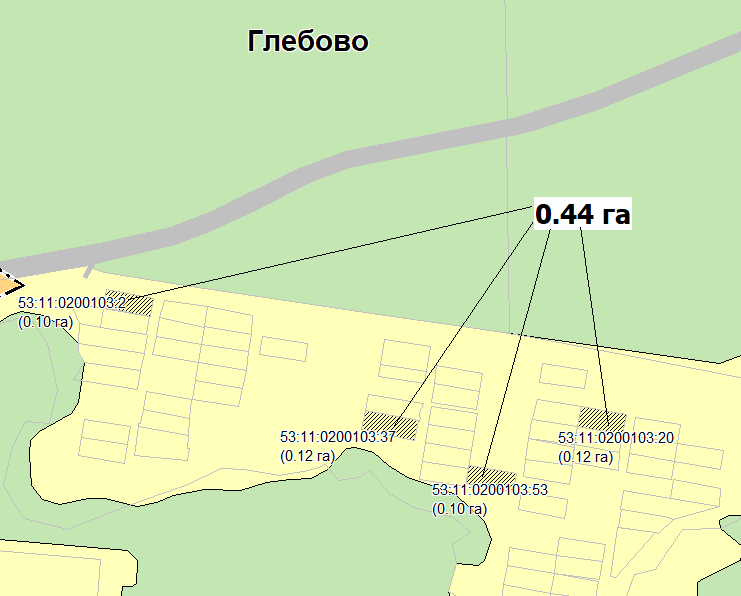 Глебово
0.44 га
53:11:0200103:2
(0.10 га)
53:11:0200103:37
(0.12 га)
53:11:0200103:20
(0.12 га)
53:11:0200103:53
(0.10 га)